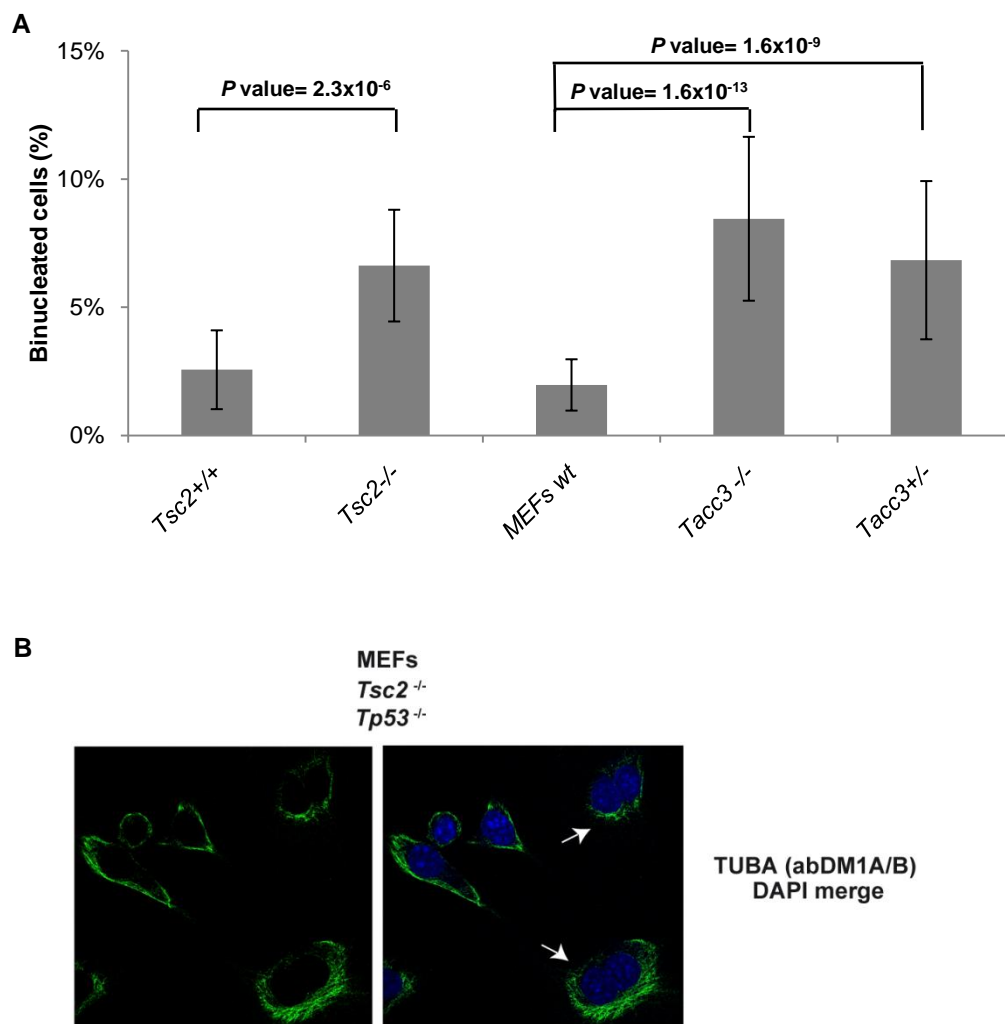 A
15%
10%
5%
0%
Binucleated cells (%)
P value= 2.3x10-6
P value= 1.6x10-9
P value= 1.6x10-13
Tsc2+/+
Tsc2-/-
MEFs wt
Tacc3 -/-
Tacc3+/-
B
MEFs
Tsc2 -/-
Tp53 -/-
TUBA (abDM1A/B)
DAPI merge